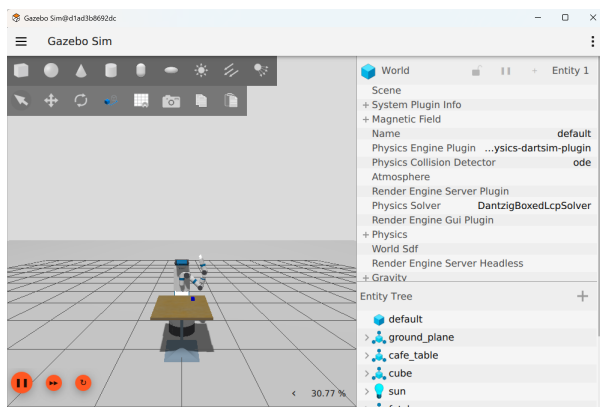 Gazebo Sim@d1ad3b8692dc
Gazebo Sim
World
Entity 1
Scene
System Plugin Info
Magnetic Field
Name default
Physics Engine Plugin ...ysics-dartsim-plugin
Physics Collision Detector ode
Atmosphere
Render Engine Server Plugin
Physics Solver DantzigBoxedLcpSolver
Render Engine Gui Plugin
Physics
World Sdf
Render Engine Server Headless
Gravity
Entity Tree
default
ground_plane
cafe_table
cube
sun
30.77 %